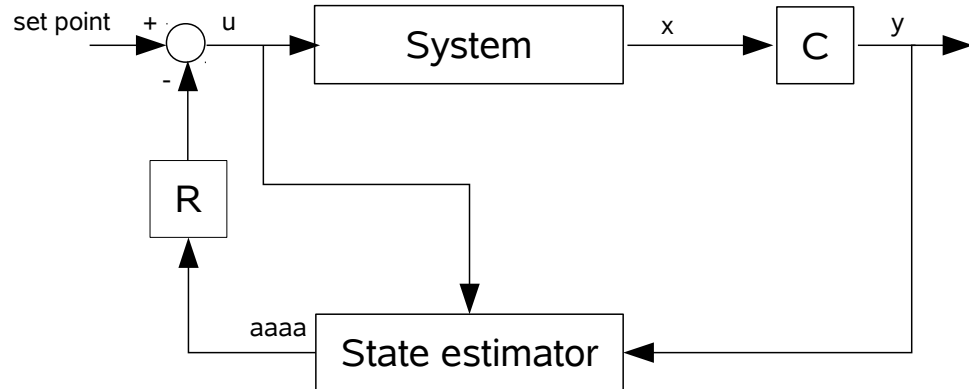 set point + u System x C y
-
R
aaaa
State estimator